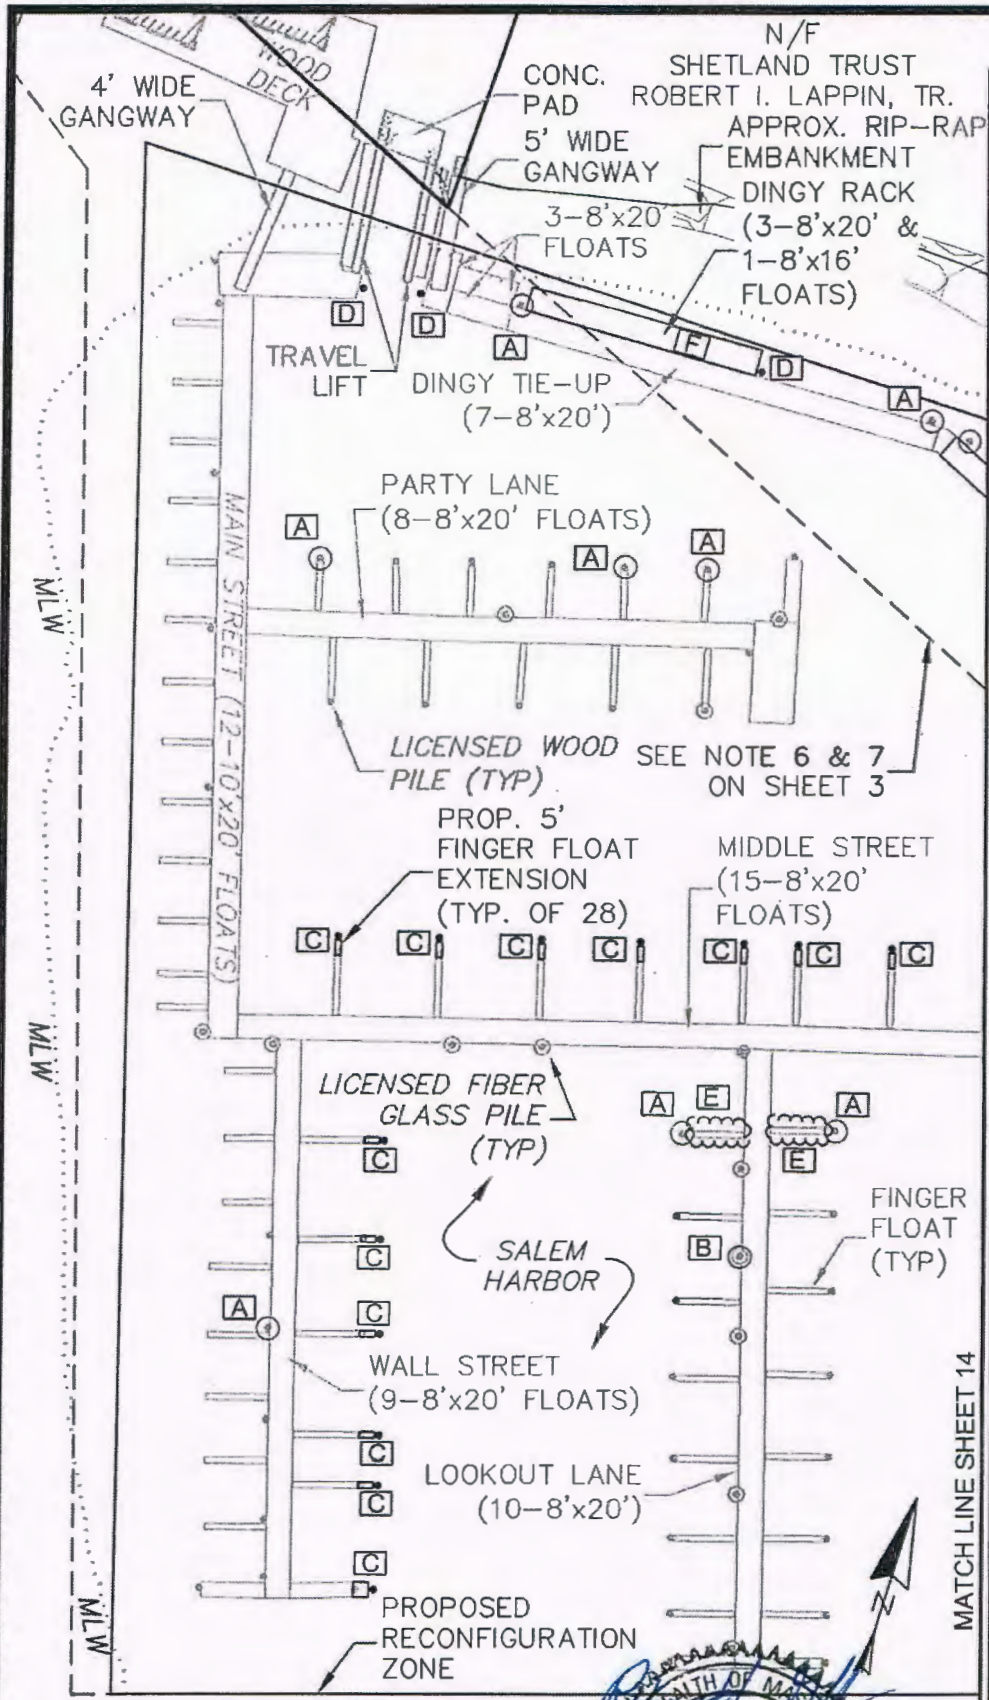 N/F
SHETLAND TRUST
ROBERT I. LAPPIN, TR.
APPROX. RIP-RAP
EMBANKMENT
WOOD
DECK
4' WIDE
GANGWAY
CONC.
PAD
5' WIDE
GANGWAY
3-8'x20'
FLOATS
DINGY RACK
(3-8'x20' &
1-8'x16'
FLOATS)
D
D
A
F
D
A
TRAVEL
LIFT
DINGY TIE-UP
(7-8'x20')
PARTY LANE
(8-8'x20' FLOATS)
A
A
A
MLW
MAIN STREET (12-10'x20' FLOATS)
LICENSED WOOD
PILE (TYP)
SEE NOTE 6 & 7
ON SHEET 3
PROP. 5'
FINGER FLOAT
EXTENSION
(TYP. OF 28)
MIDDLE STREET
(15-8'x20'
FLOATS)
C
C
C
C
C
C
C
MLW
LICENSED FIBER
GLASS PILE
(TYP)
A
E
A
E
C
FINGER
FLOAT
(TYP)
SALEM
HARBOR
B
C
A
C
WALL STREET
(9-8'x20' FLOATS)
C
C
LOOKOUT LANE
(10-8'x20')
C
MATCH LINE SHEET 14
N
MLW
PROPOSED
RECONFIGURATION
ZONE